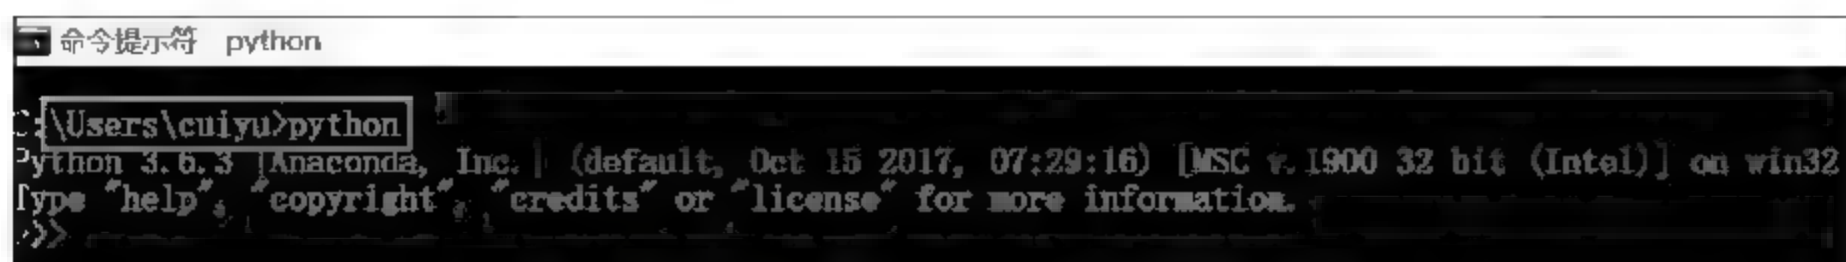 命令提示符 python
C:\Users\cuiyu>python
Python 3.6.3 |Anaconda, Inc.| (default, Oct 15 2017, 07:29:16) [MSC v.1900 32 bit (Intel)] on win32
Type "help", "copyright", "credits" or "license" for more information.
>>>